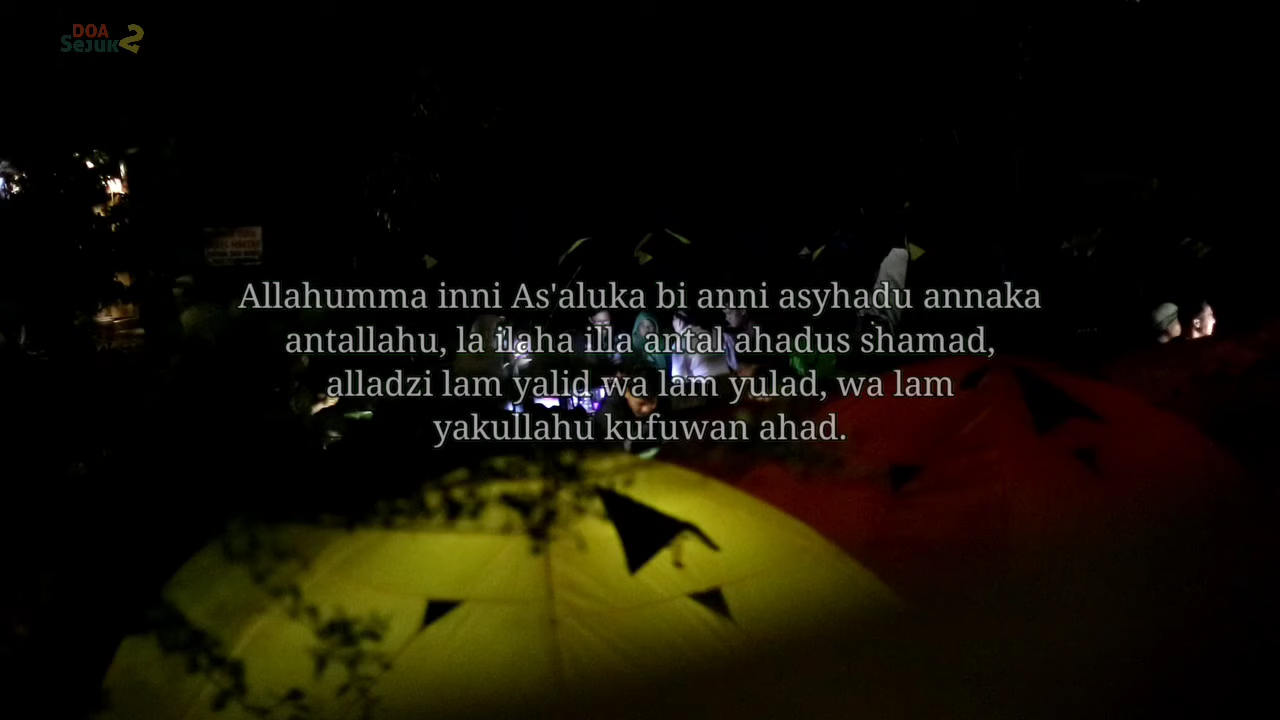 DOA
Sejuk2
Allahumma inni As'aluka bi anni asyhadu annaka
antallahu, la ilaha illa antal ahadus shamad,
alladzi lam yalid wa lam yulad, wa lam
yakullahu kufuwan ahad.